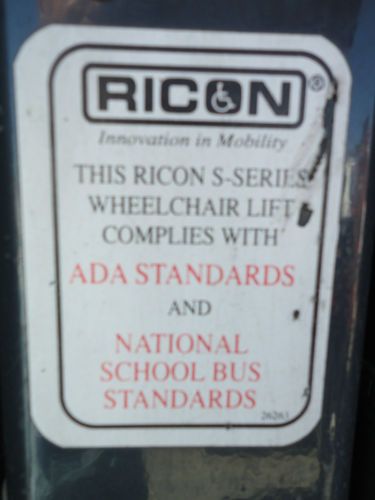 RICON®
Innovation in Mobility
THIS RICON S-SERIES
WHEELCHAIR LIFT
COMPLIES WITH
ADA STANDARDS
AND
NATIONAL
SCHOOL BUS
STANDARDS